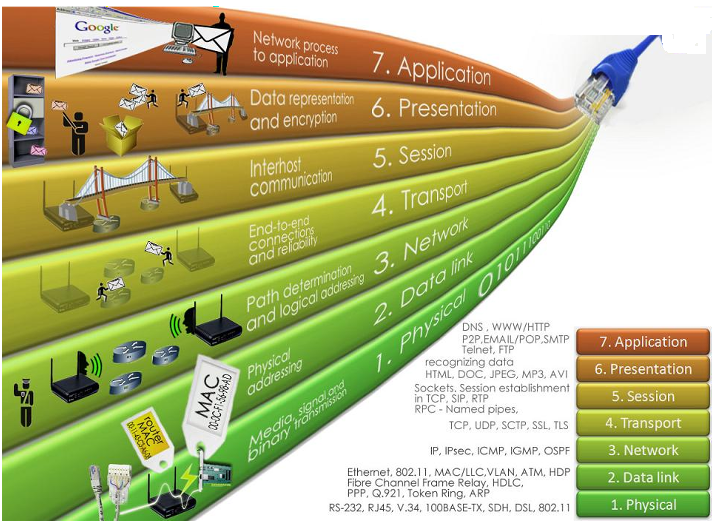 Google
Network process
to application
7. Application
Data representation
and encryption
6. Presentation
Interhost
communication
5. Session
End-to-end
connections
and reliability
4. Transport
Path determination
and logical addressing
3. Network
Physical
addressing
2. Data link
Media, signal and
binary transmission
1. Physical
MAC
router
MAC
DNS , WWW/HTTP
P2P,EMAIL/POP,SMTP
Telnet, FTP
7. Application
recognizing data
HTML, DOC, JPEG, MP3, AVI
6. Presentation
Sockets. Session establishment
in TCP, SIP, RTP
RPC - Named pipes,
5. Session
TCP, UDP, SCTP, SSL, TLS
4. Transport
IP, IPsec, ICMP, IGMP, OSPF
3. Network
Ethernet, 802.11, MAC/LLC,VLAN, ATM, HDP
Fibre Channel Frame Relay, HDLC,
PPP, Q.921, Token Ring, ARP
2. Data link
RS-232, RJ45, V.34, 100BASE-TX, SDH, DSL, 802.11
1. Physical